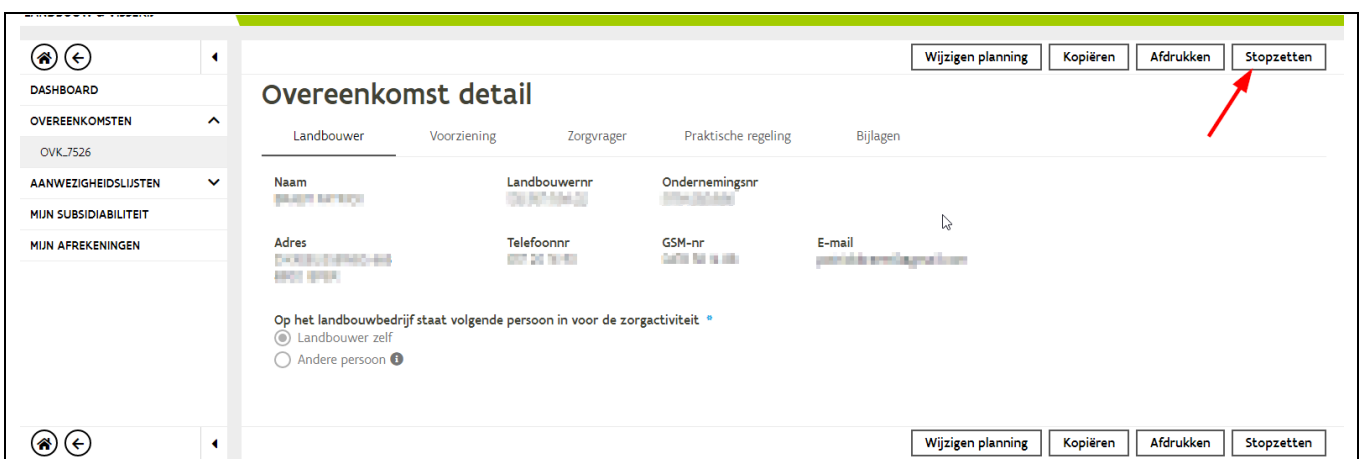 LANDBOUW & VISSERIJ
Wijzigen planning Kopiëren Afdrukken Stopzetten
DASHBOARD
OVEREENKOMSTEN
OVK_7526
AANWEZIGHEIDSLIJSTEN
MIJN SUBSIDIABILITEIT
MIJN AFREKENINGEN
Overeenkomst detail
Landbouwer Voorziening Zorgvrager Praktische regeling Bijlagen
Naam Landbouwernr Ondernemingsnr
Adres Telefoonnr GSM-nr E-mail
Op het landbouwbedrijf staat volgende persoon in voor de zorgactiviteit
Landbouwer zelf
Andere persoon
Wijzigen planning Kopiëren Afdrukken Stopzetten